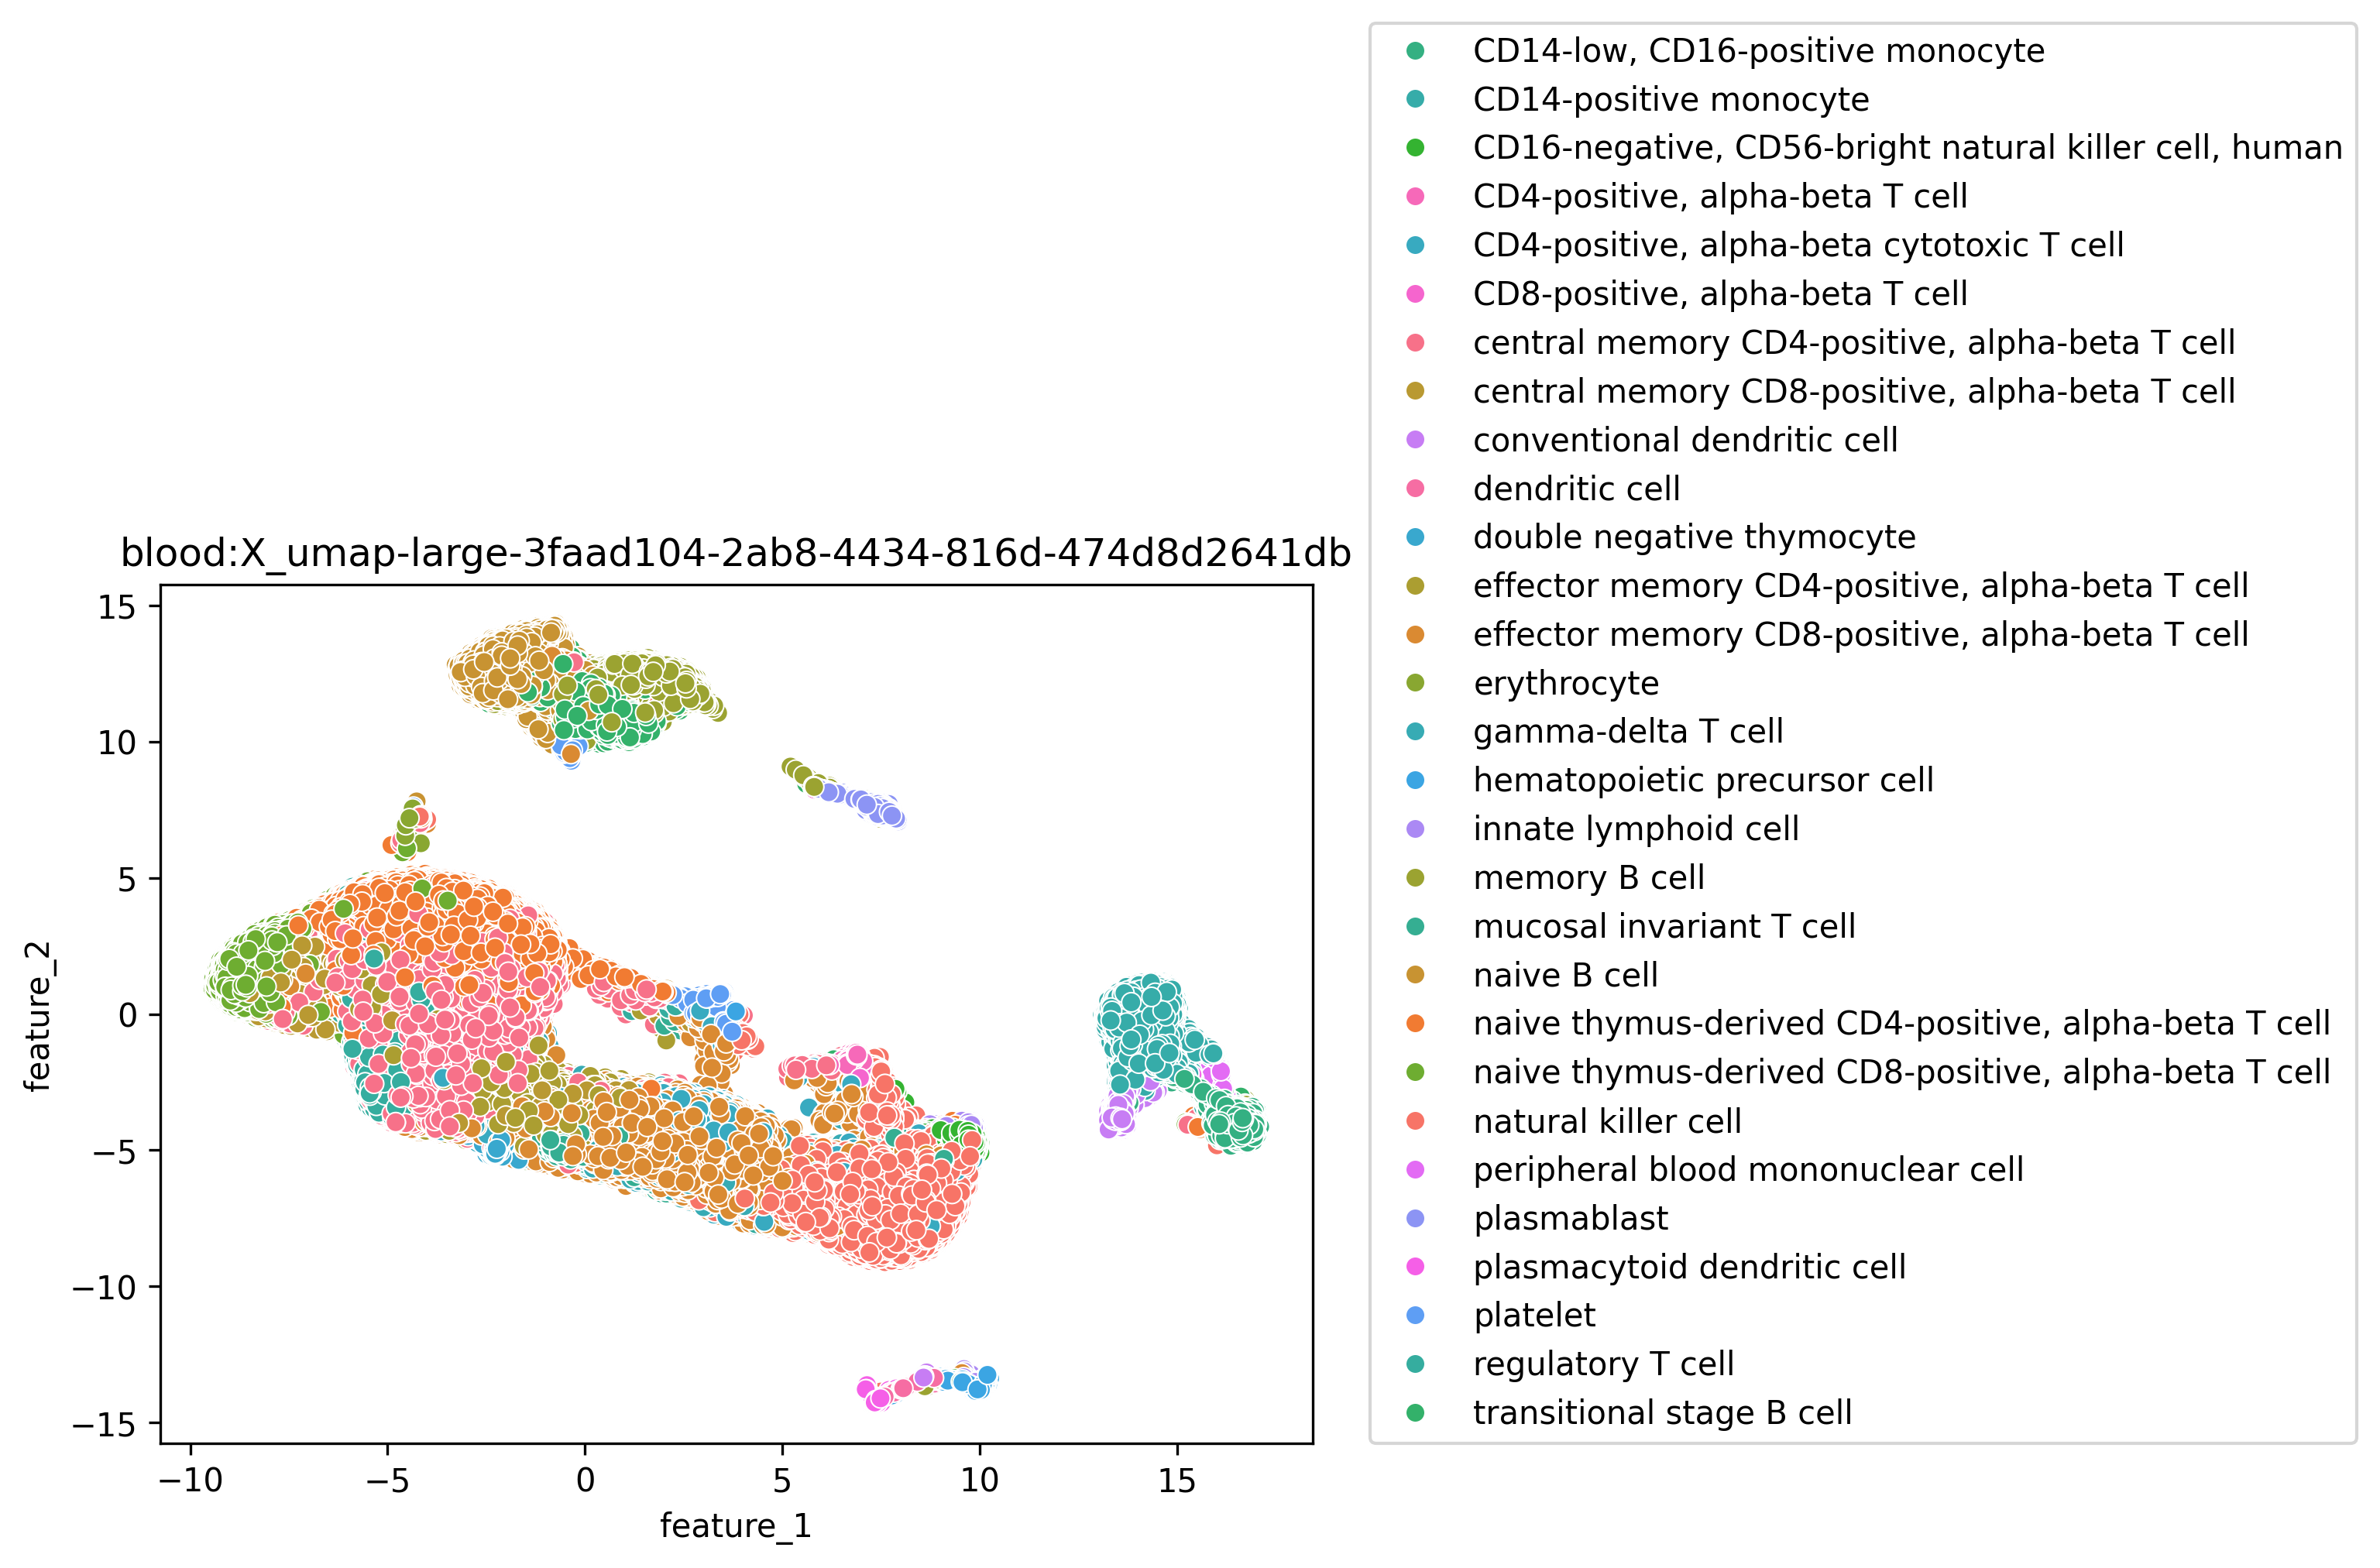 CD14-low, CD16-positive monocyte
CD14-positive monocyte
CD16-negative, CD56-bright natural killer cell, human
CD4-positive, alpha-beta T cell
CD4-positive, alpha-beta cytotoxic T cell
CD8-positive, alpha-beta T cell
central memory CD4-positive, alpha-beta T cell
central memory CD8-positive, alpha-beta T cell
conventional dendritic cell
dendritic cell
double negative thymocyte
effector memory CD4-positive, alpha-beta T cell
effector memory CD8-positive, alpha-beta T cell
erythrocyte
gamma-delta T cell
hematopoietic precursor cell
innate lymphoid cell
memory B cell
mucosal invariant T cell
naive B cell
naive thymus-derived CD4-positive, alpha-beta T cell
naive thymus-derived CD8-positive, alpha-beta T cell
natural killer cell
peripheral blood mononuclear cell
plasmablast
plasmacytoid dendritic cell
platelet
regulatory T cell
transitional stage B cell
blood:X_umap-large-3faad104-2ab8-4434-816d-474d8d2641db
15
10
5
0
−5
−10
−15
feature_2
−10 −5 0 5 10 15
feature_1